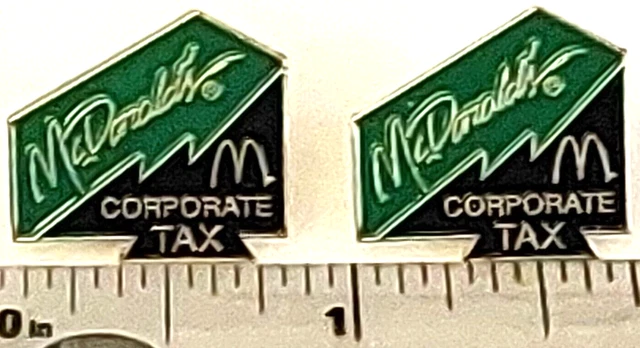 McDonald's®
M
CORPORATE
TAX
McDonald's®
M
CORPORATE
TAX
0 in 1